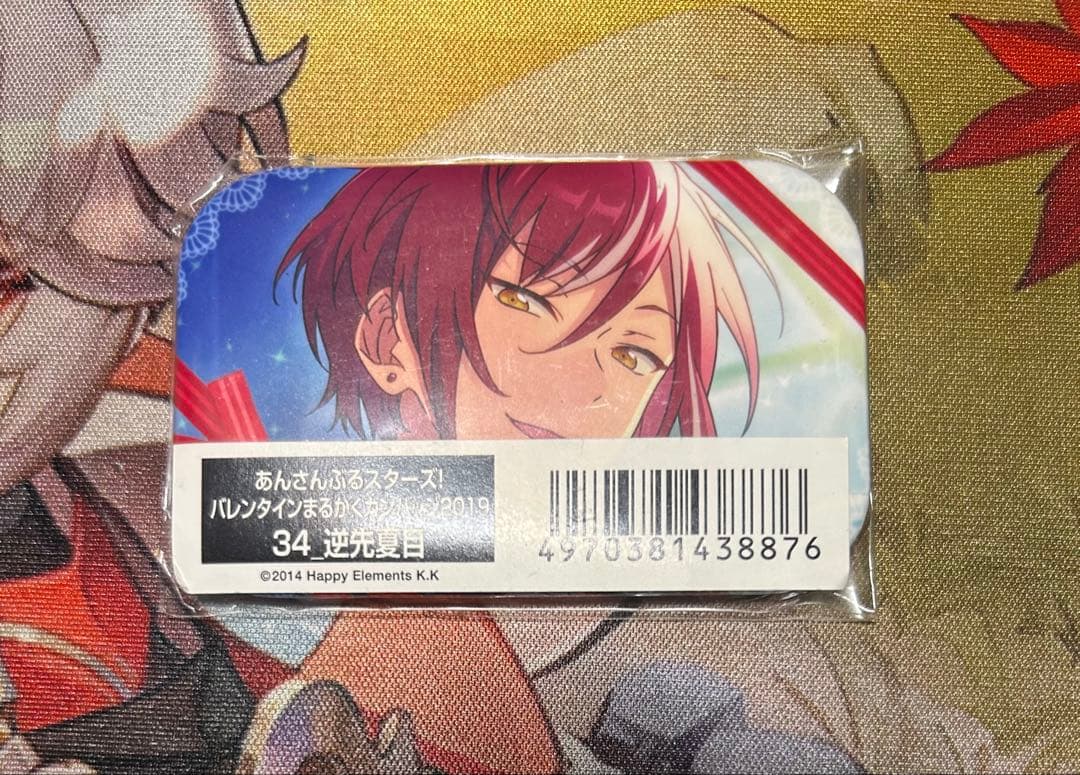 あんさんぶるスターズ!
バレンタインまるかくカンバッジ2019
34_逆先夏目
©2014 Happy Elements K.K
4970381438876